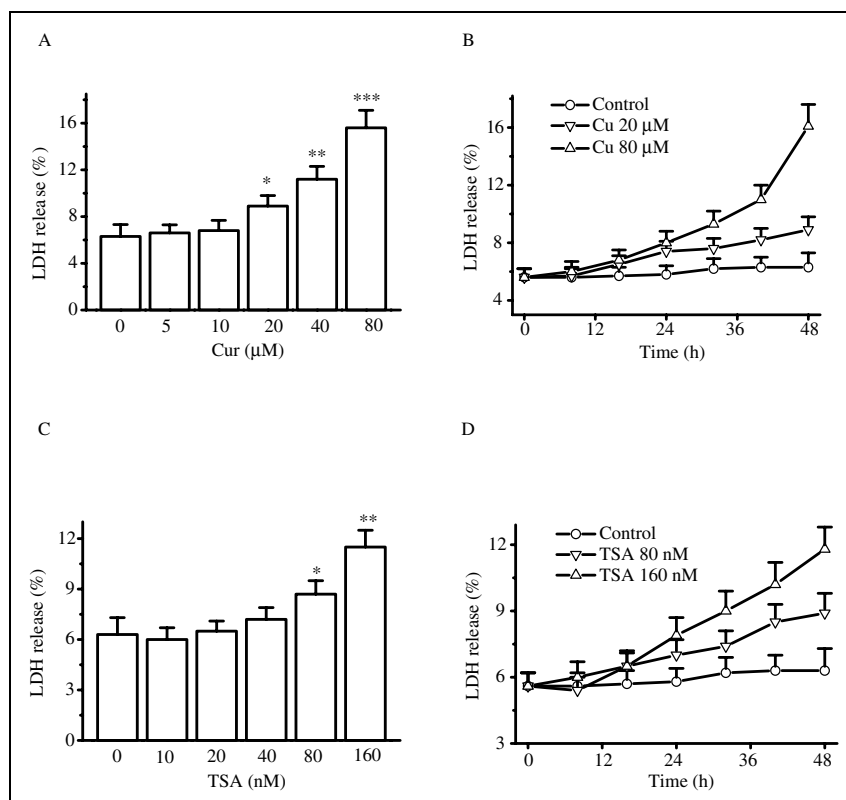 A
LDH release (%)
16
12
8
4
0
*
**
***
0 5 10 20 40 80
Cur (µM)
B
LDH release (%)
16
12
8
4
Control
Cu 20 µM
Cu 80 µM
0 12 24 36 48
Time (h)
C
LDH release (%)
12
9
6
3
0
*
**
0 10 20 40 80 160
TSA (nM)
D
LDH release (%)
12
9
6
3
Control
TSA 80 nM
TSA 160 nM
0 12 24 36 48
Time (h)